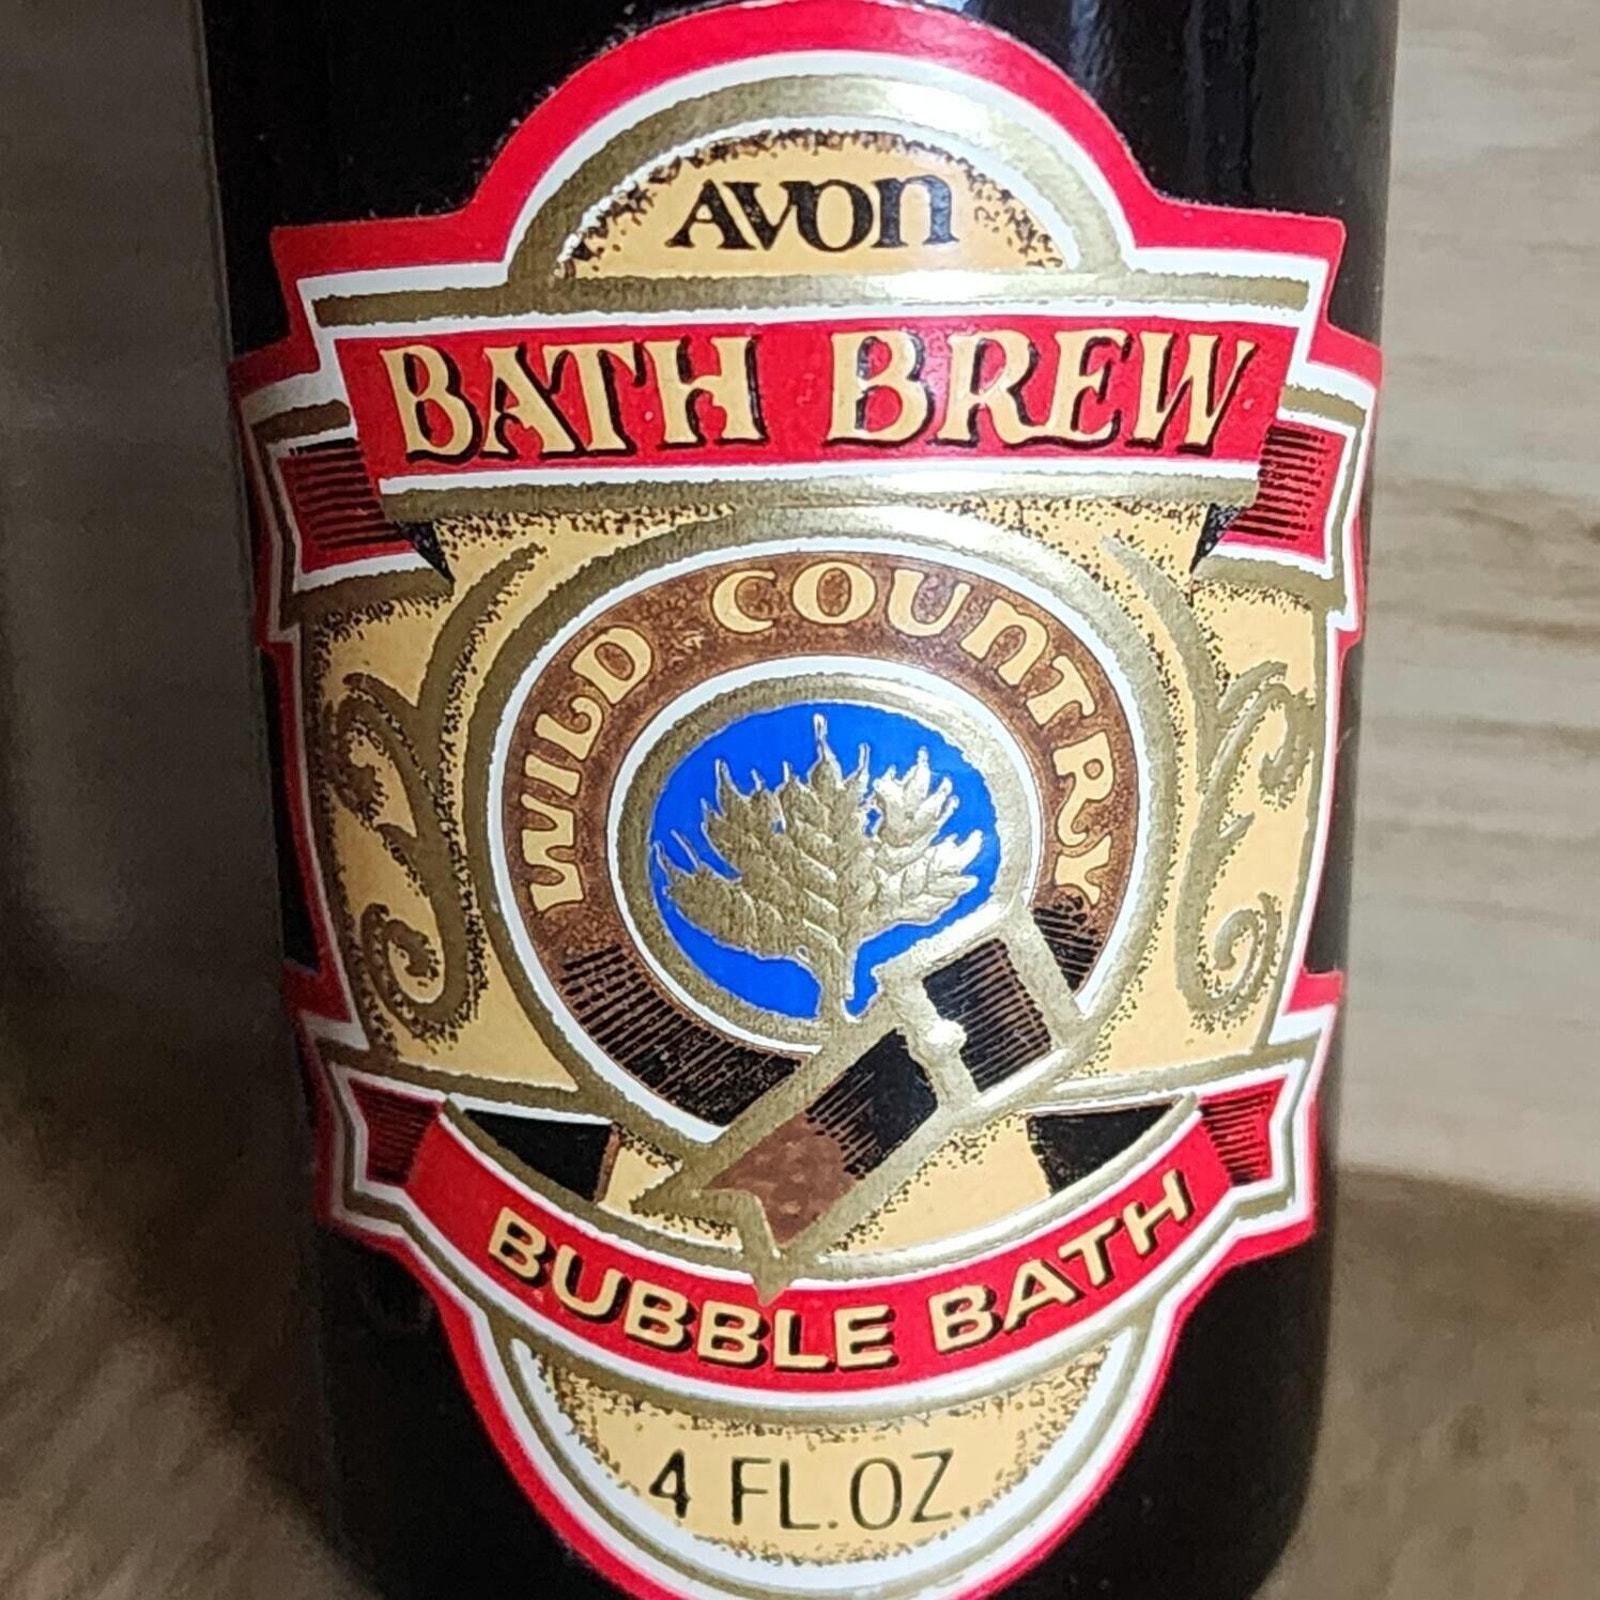 AVON
BATH BREW
WILD COUNTRY
BUBBLE BATH
4 FL.OZ.